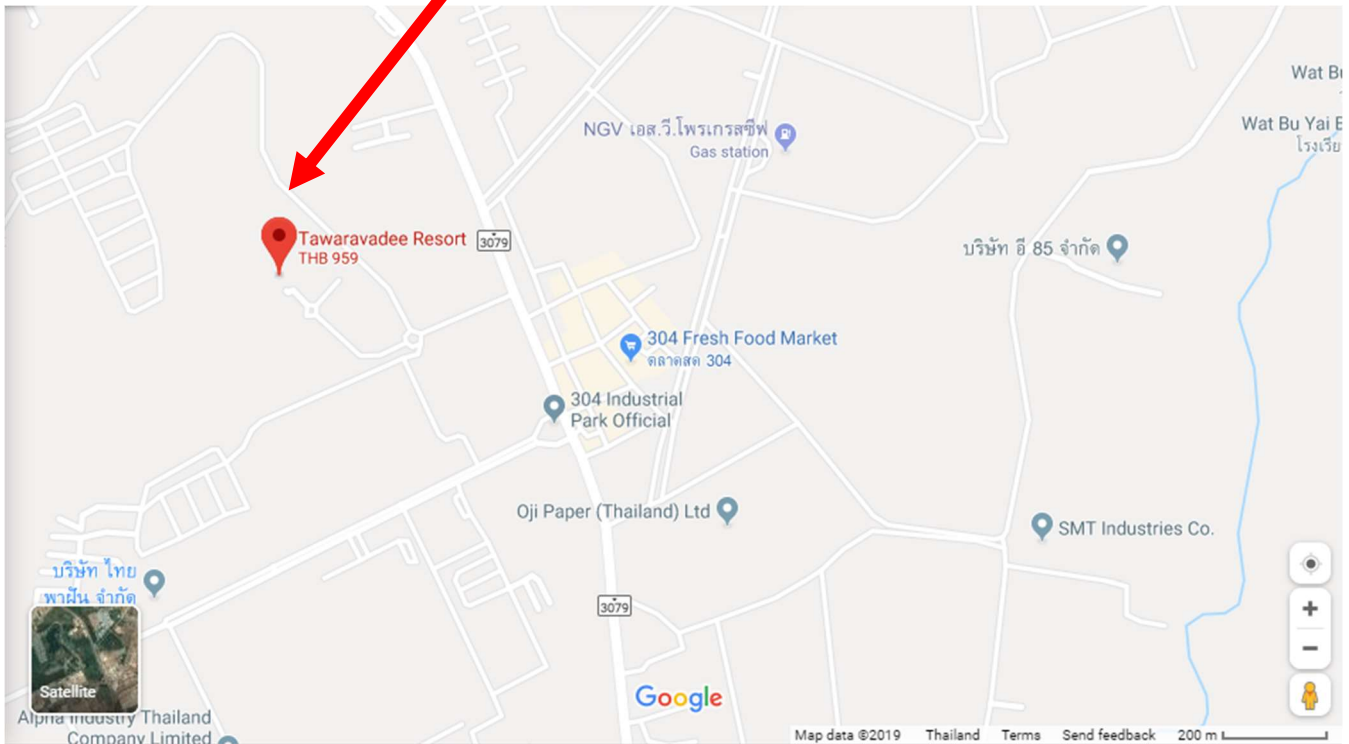 Wat Bu
NGV เอส.วี.โพรเกรสซีฟ
Gas station
Wat Bu Yai B
โรงเรีย
Tawaravadee Resort
THB 959
3079
บริษัท อี 85 จำกัด
304 Fresh Food Market
ตลาดสด 304
304 Industrial
Park Official
Oji Paper (Thailand) Ltd
SMT Industries Co.
บริษัท ไทย
พาฝัน จำกัด
3079
Satellite
Google
Alpha Industry Thailand
Company Limited
Map data ©2019 Thailand Terms Send feedback 200 m